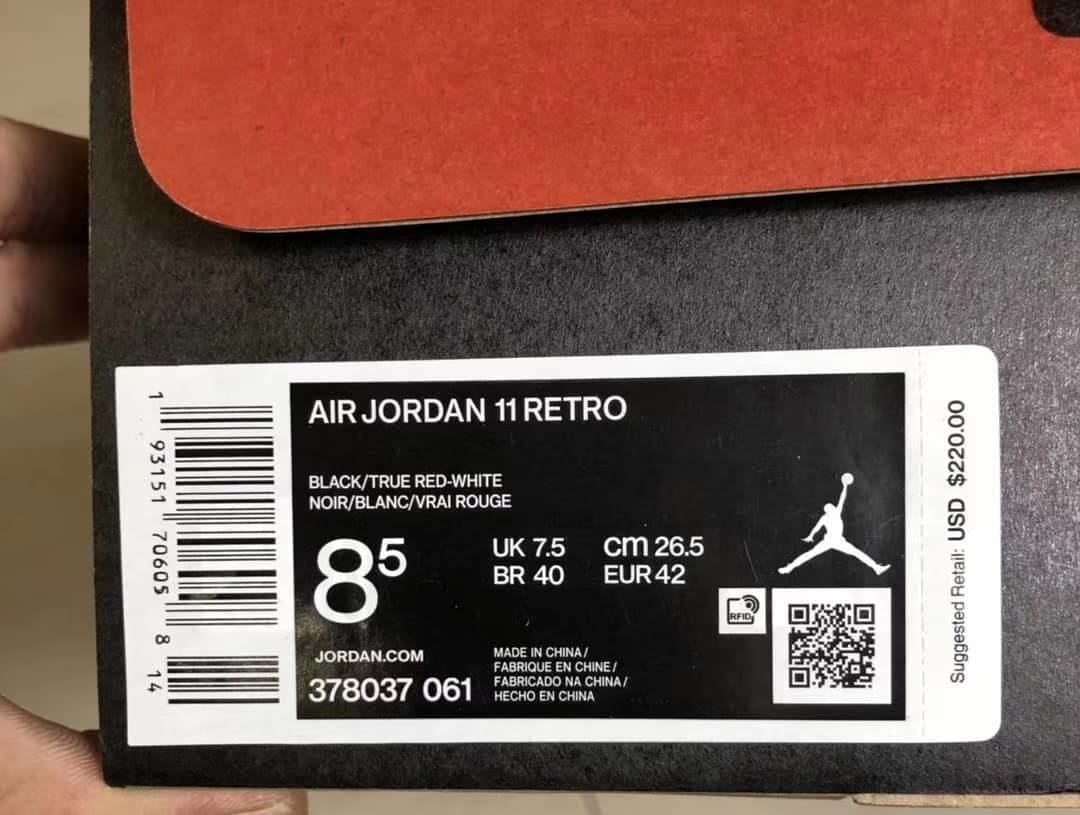 AIR JORDAN 11 RETRO
BLACK/TRUE RED-WHITE
NOIR/BLANC/VRAI ROUGE
8 5
UK 7.5 cm 26.5
BR 40 EUR 42
RFID
JORDAN.COM
378037 061
MADE IN CHINA/
FABRIQUE EN CHINE/
FABRICADO NA CHINA/
HECHO EN CHINA
1 93151 70605 8 14
Suggested Retail: USD $220.00